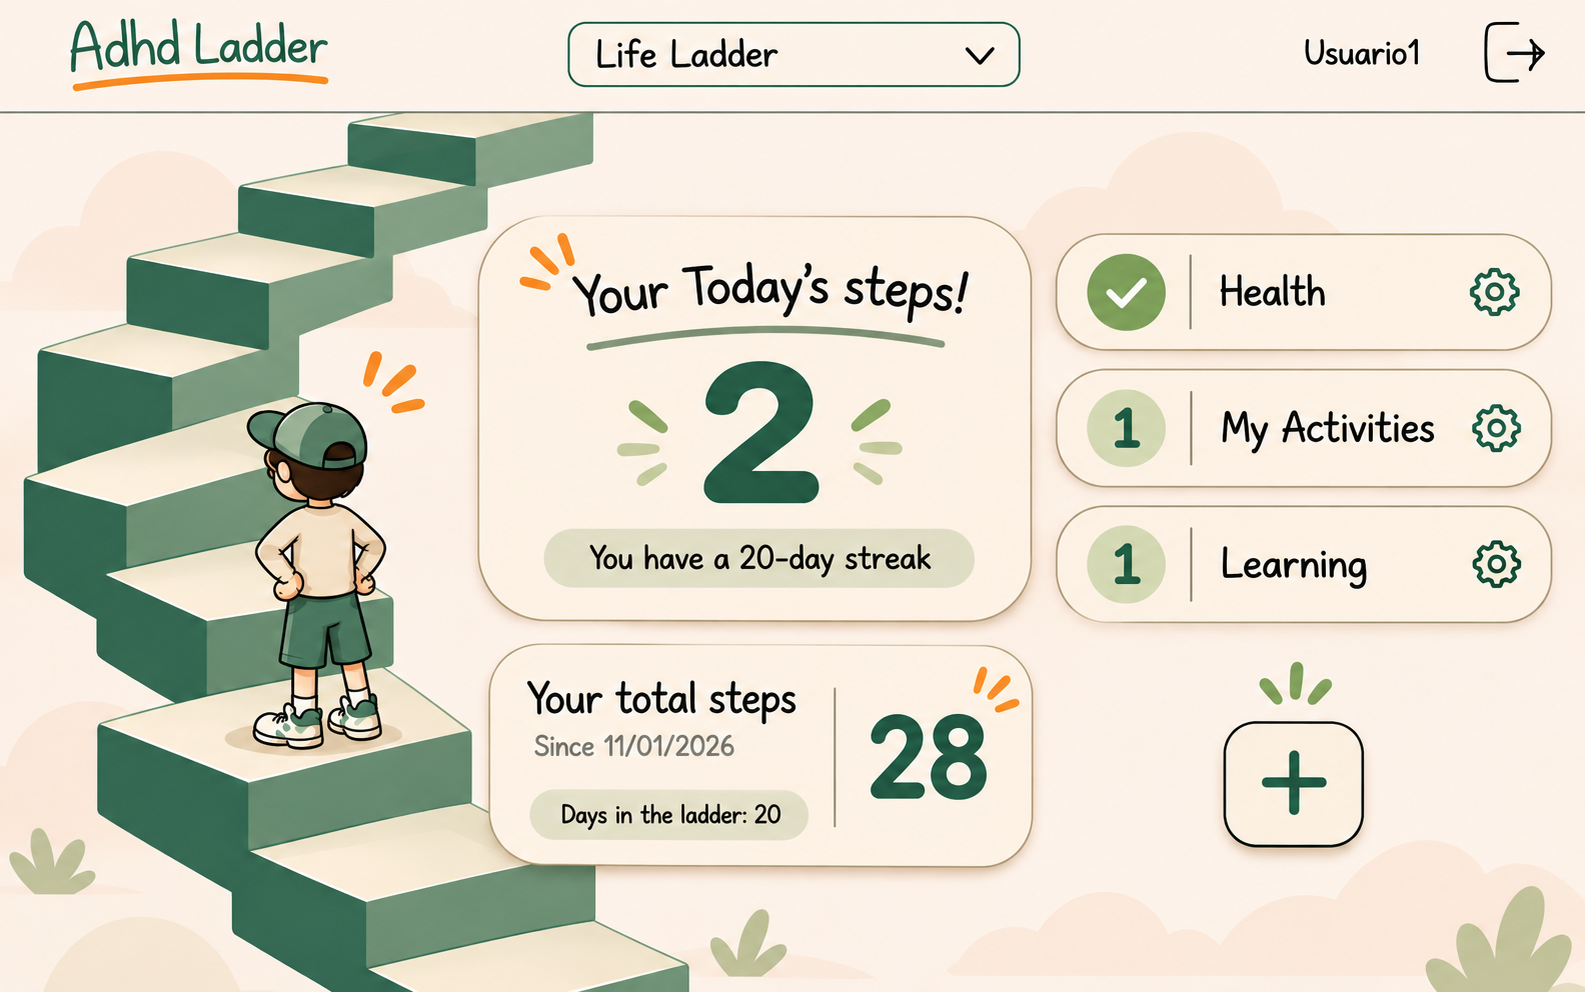 Adhd Ladder
Life Ladder
Usuario1
Your Today's steps!
2
You have a 20-day streak
Your total steps
Since 11/01/2026
Days in the ladder: 20
28
Health
1
My Activities
1
Learning